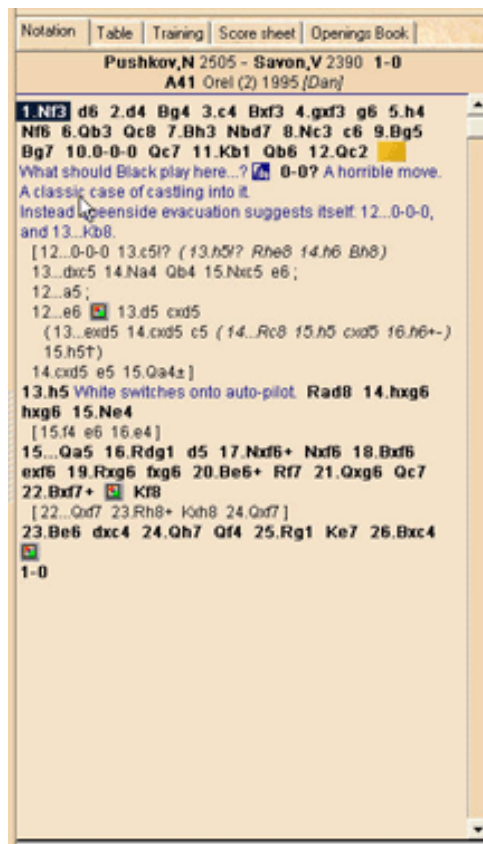 Notation Table Training Score sheet Openings Book
Pushkov,N 2505 - Savon,V 2390 1-0
A41 Orel (2) 1995 [Dan]
1.Nf3 d6 2.d4 Bg4 3.c4 Bxf3 4.gxf3 g6 5.h4
Nf6 6.Qb3 Qc8 7.Bh3 Nbd7 8.Nc3 c6 9.Bg5
Bg7 10.0-0-0 Qc7 11.Kb1 Qb6 12.Qc2
What should Black play here...? 0-0? A horrible move.
A classic case of castling into it.
Instead queenside evacuation suggests itself: 12...0-0-0,
and 13...Kb8.
[12...0-0-0 13.c5!? (13.h5!? Rhe8 14.h6 Bh8)
13...dxc5 14.Na4 Qb4 15.Nxc5 e6;
12...a5;
12...e6 13.d5 cxd5
(13...exd5 14.cxd5 c5 (14...Rc8 15.h5 cxd5 16.h6+-)
15.h5↑)
14.cxd5 e5 15.Qa4±]
13.h5 White switches onto auto-pilot. Rad8 14.hxg6
hxg6 15.Ne4
[15.f4 e6 16.e4]
15...Qa5 16.Rdg1 d5 17.Nxf6+ Nxf6 18.Bxf6
exf6 19.Rxg6 fxg6 20.Be6+ Rf7 21.Qxg6 Qc7
22.Bxf7+ Kf8
[22...Qxf7 23.Rh8+ Kxh8 24.Qxf7]
23.Be6 dxc4 24.Qh7 Qf4 25.Rg1 Ke7 26.Bxc4
1-0